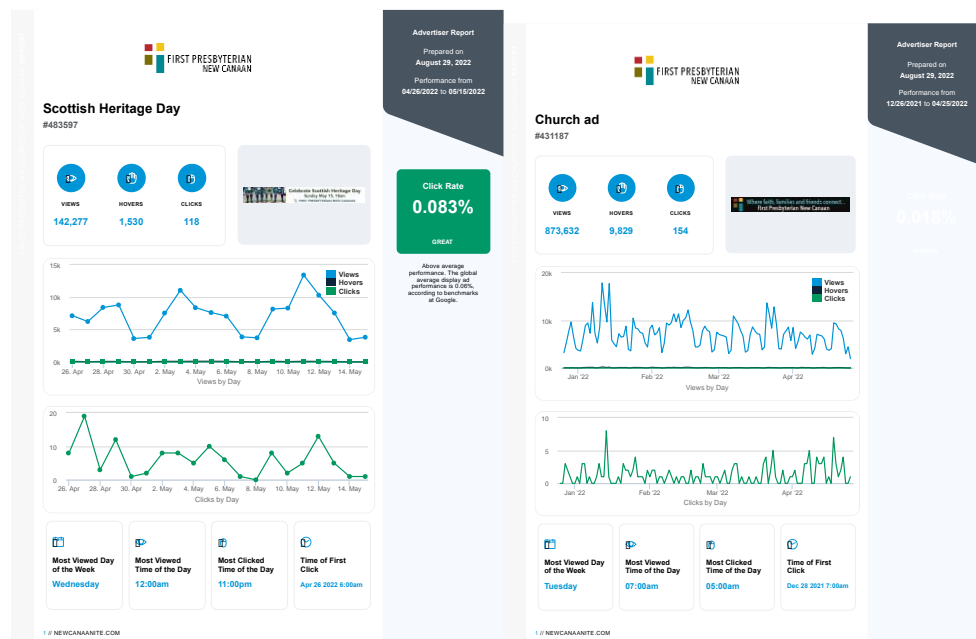 FIRST PRESBYTERIAN
NEW CANAAN
Scottish Heritage Day
#483597
VIEWS
HOVERS
CLICKS
142,277
1,530
118
Celebrate Scottish Heritage Day
Sunday May 15, 10am
FIRST PRESBYTERIAN NEW CANAAN
15k
10k
5k
0k
Views
Hovers
Clicks
26. Apr
28. Apr
30. Apr
2. May
4. May
6. May
8. May
10. May
12. May
14. May
Views by Day
20
10
0
26. Apr
28. Apr
30. Apr
2. May
4. May
6. May
8. May
10. May
12. May
14. May
Clicks by Day
Most Viewed Day
of the Week
Wednesday
Most Viewed
Time of the Day
12:00am
Most Clicked
Time of the Day
11:00pm
Time of First
Click
Apr 26 2022 6:00am
1 // NEWCANAANITE.COM
Advertiser Report
Prepared on
August 29, 2022
Performance from
04/26/2022 to 05/15/2022
Click Rate
0.083%
GREAT
Above average
performance. The global
average display ad
performance is 0.06%,
according to benchmarks
at Google.
FIRST PRESBYTERIAN
NEW CANAAN
Church ad
#431187
VIEWS
HOVERS
CLICKS
873,632
9,829
154
Where faith, families and friends connect...
First Presbyterian New Canaan
20k
10k
0k
Views
Hovers
Clicks
Jan '22
Feb '22
Mar '22
Apr '22
Views by Day
10
5
0
Jan '22
Feb '22
Mar '22
Apr '22
Clicks by Day
Most Viewed Day
of the Week
Tuesday
Most Viewed
Time of the Day
07:00am
Most Clicked
Time of the Day
05:00am
Time of First
Click
Dec 28 2021 7:00am
1 // NEWCANAANITE.COM
Advertiser Report
Prepared on
August 29, 2022
Performance from
12/26/2021 to 04/25/2022
0.018%